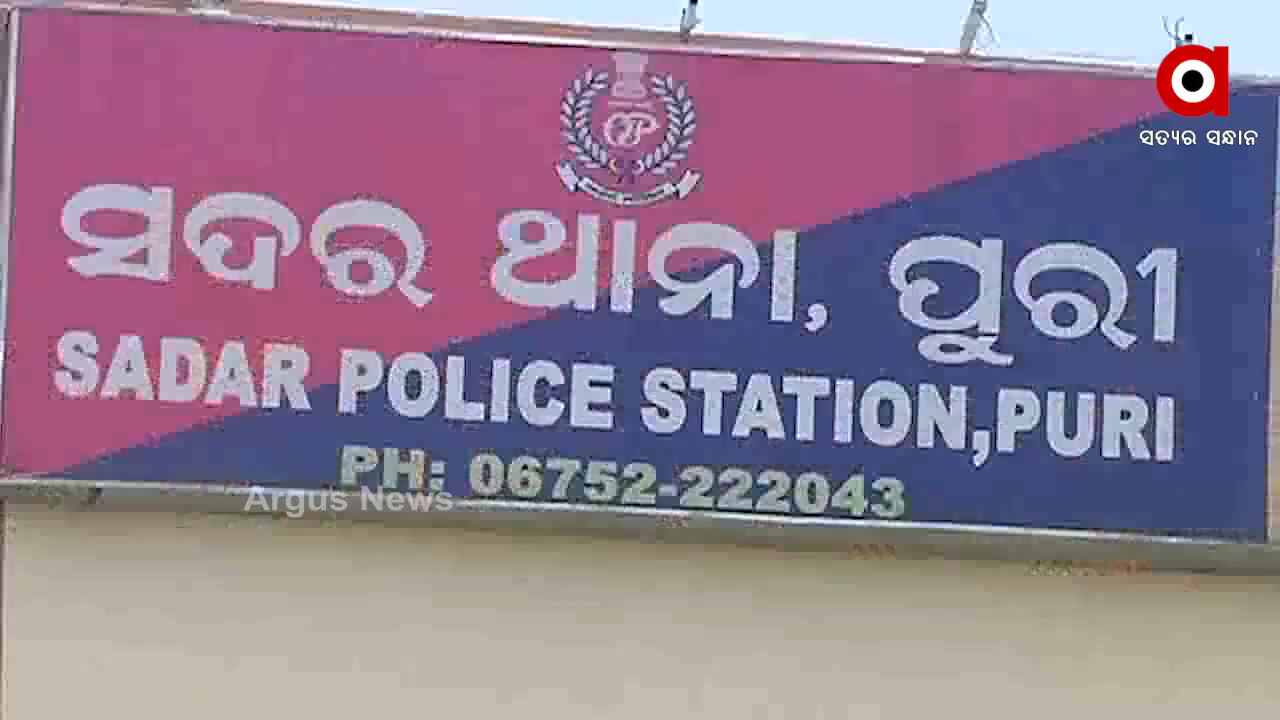 ସତ୍ୟର ସନ୍ଧାନ
ସଦର ଥାନା, ପୁରୀ
SADAR POLICE STATION,PURI
PH: 06752-222043
Argus News